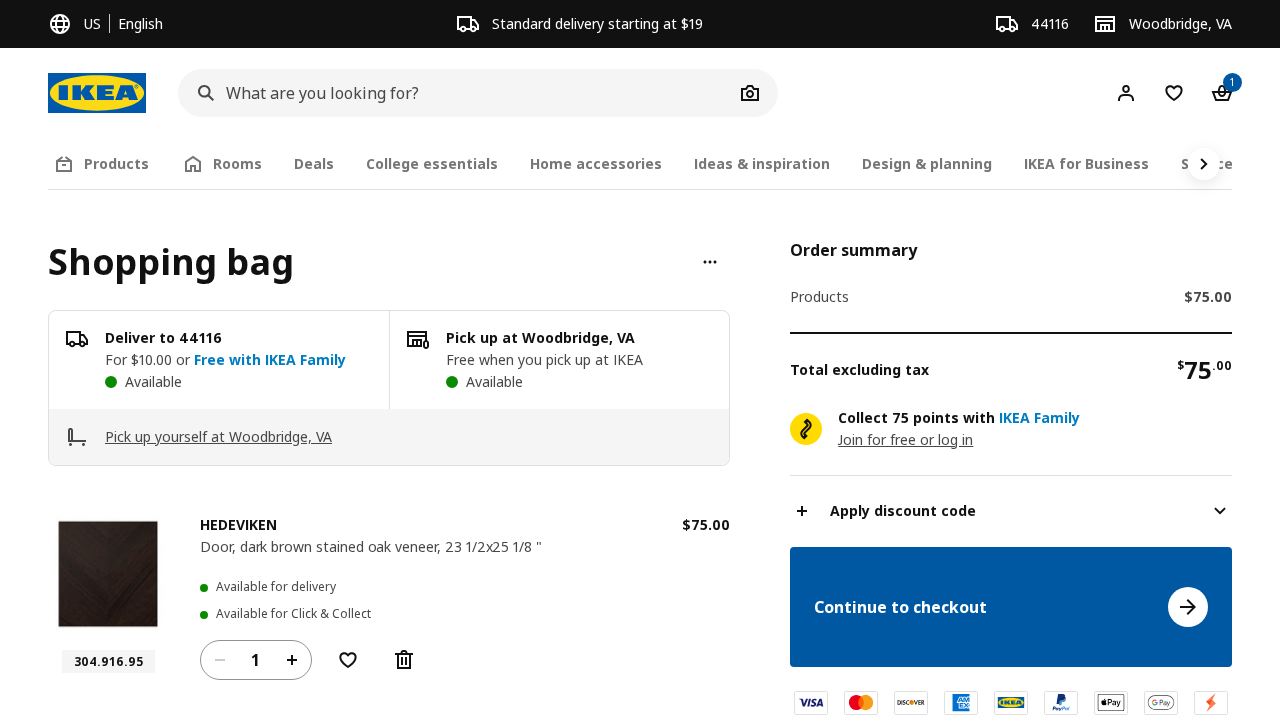 US | English
Standard delivery starting at $19
44116
Woodbridge, VA
IKEA
What are you looking for?
1
Products
Rooms
Deals
College essentials
Home accessories
Ideas & inspiration
Design & planning
IKEA for Business
Shopping bag
Deliver to 44116
For $10.00 or Free with IKEA Family
Available
Pick up at Woodbridge, VA
Free when you pick up at IKEA
Available
Pick up yourself at Woodbridge, VA
HEDEVIKEN
$75.00
Door, dark brown stained oak veneer, 23 1/2x25 1/8 "
Available for delivery
Available for Click & Collect
304.916.95
1
Order summary
Products $75.00
Total excluding tax $75.00
Collect 75 points with IKEA Family
Join for free or log in
Apply discount code
Continue to checkout
VISA
DISCOVER
AMEX
IKEA
PayPal
Pay
G Pay